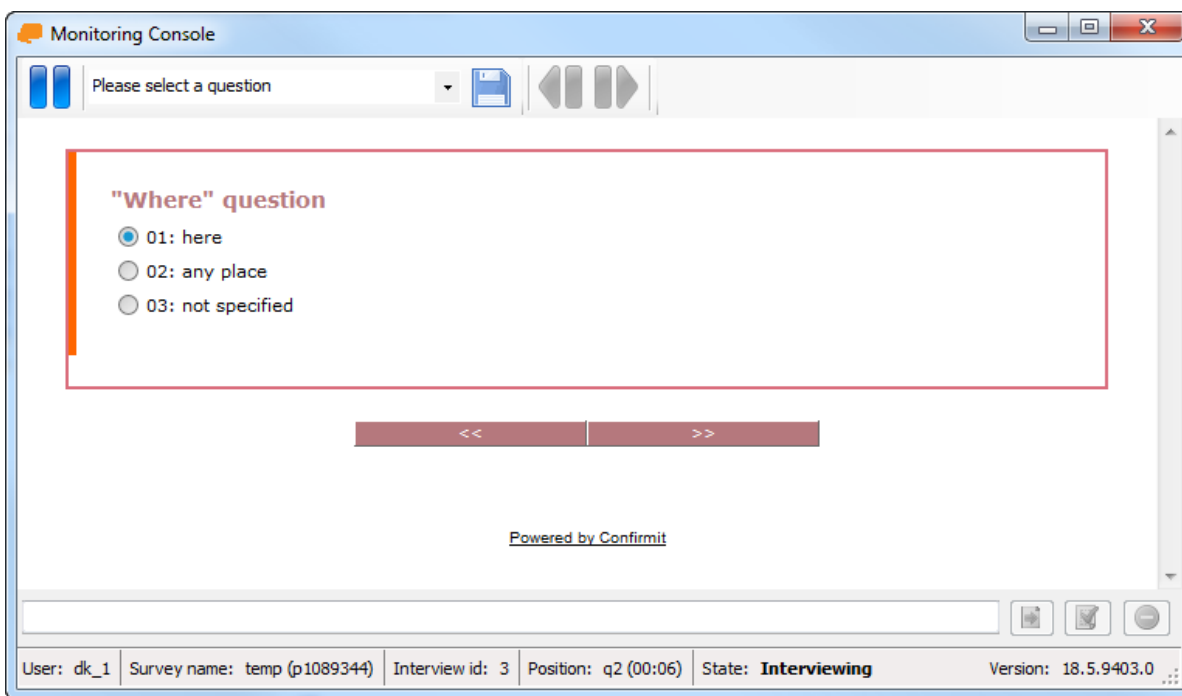 Monitoring Console
Please select a question
"Where" question
01: here
02: any place
03: not specified
<< >>
Powered by Confirmit
User: dk_1 Survey name: temp (p1089344) Interview id: 3 Position: q2 (00:06) State: Interviewing Version: 18.5.9403.0